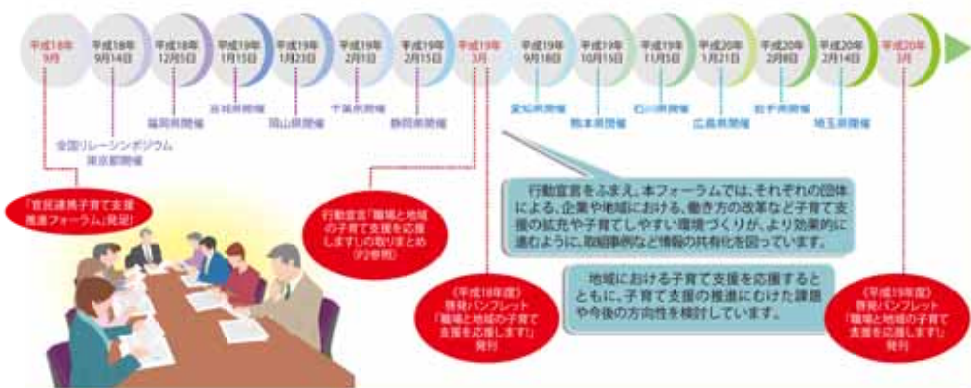 平成18年
9月
平成18年
9月14日
平成18年
12月5日
平成19年
1月15日
平成19年
1月23日
平成19年
2月1日
平成19年
2月15日
平成19年
3月
平成19年
9月18日
平成19年
10月15日
平成19年
11月5日
平成20年
1月21日
平成20年
2月8日
平成20年
2月14日
平成20年
3月
全国リレーシンポジウム
東京都開催
福岡県開催
宮城県開催
岡山県開催
千葉県開催
静岡県開催
愛知県開催
熊本県開催
石川県開催
広島県開催
岩手県開催
埼玉県開催
「官民連携子育て支援
推進フォーラム」発足!
行動宣言「職場と地域
の子育て支援を応援
します!」の取りまとめ
(P2参照)
《平成18年度》
啓発パンフレット
「職場と地域の子育て
支援を応援します!」
発刊
行動宣言をふまえ、本フォーラムでは、それぞれの団体
による、企業や地域における、働き方の改革など子育て支
援の拡充や子育てしやすい環境づくりが、より効果的に
進むように、取組事例など情報の共有化を図っています。
地域における子育て支援を応援すると
ともに、子育て支援の推進にむけた課題
や今後の方向性を検討しています。
《平成19年度》
啓発パンフレット
「職場と地域の子育て
支援を応援します!」
発刊